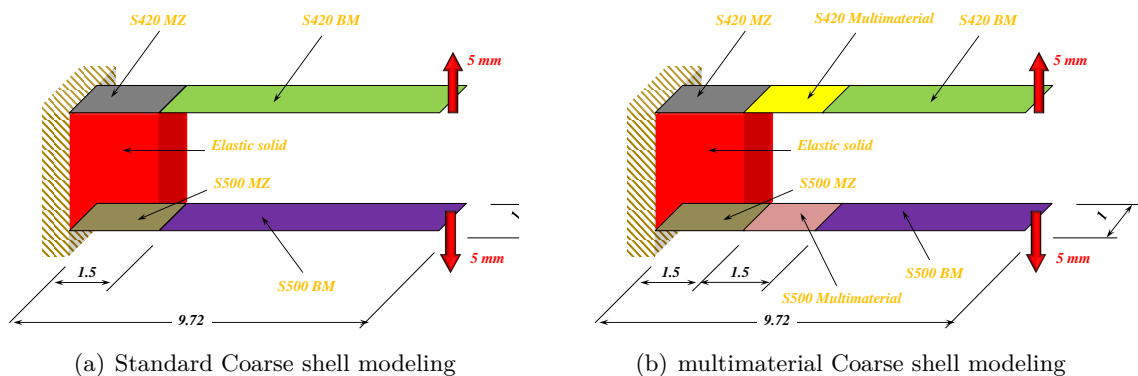 S420 MZ
S420 BM
5 mm
Elastic solid
S500 MZ
1
5 mm
1.5
S500 BM
9.72
(a) Standard Coarse shell modeling
S420 MZ
S420 Multimaterial
S420 BM
5 mm
Elastic solid
S500 MZ
1
5 mm
1.5
1.5
S500 BM
S500 Multimaterial
9.72
(b) multimaterial Coarse shell modeling